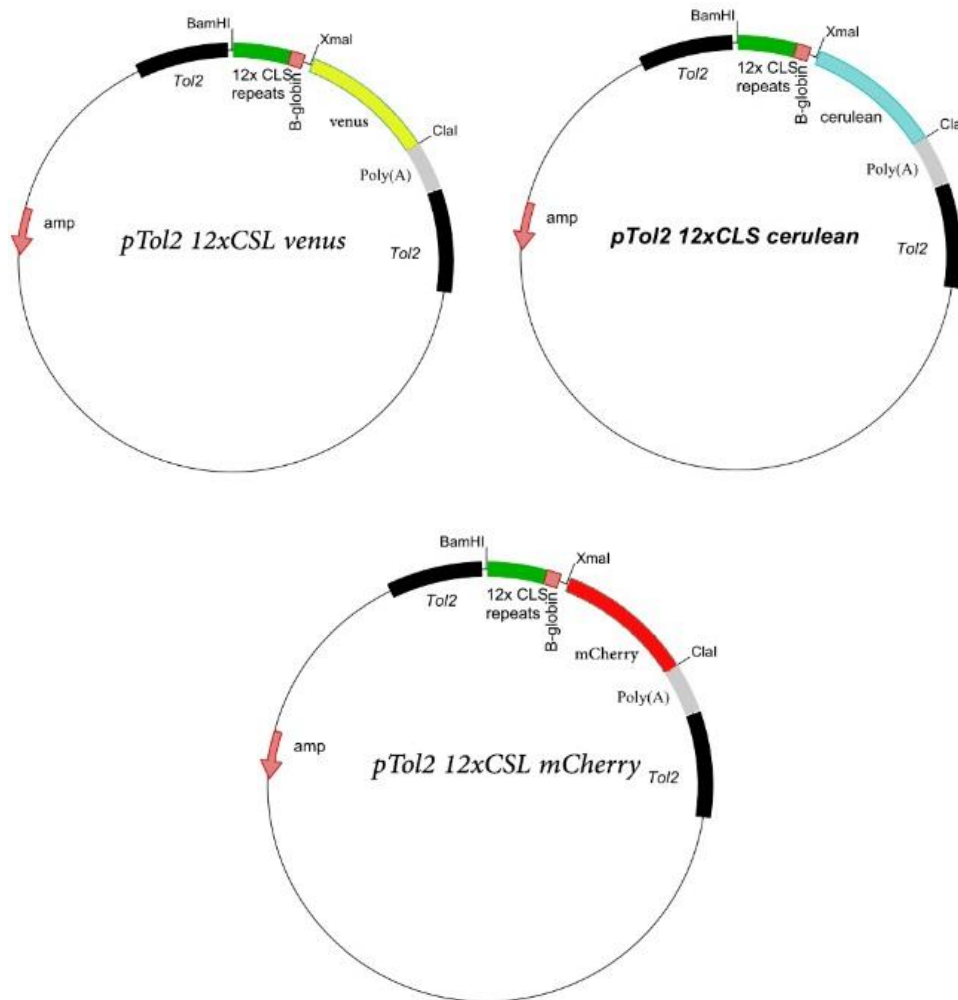 BamHI
XmaI
Tol2
12x CLS
repeats
B-globin
venus
ClaI
Poly(A)
amp
pTol2 12xCSL venus
Tol2
BamHI
XmaI
Tol2
12x CLS
repeats
B-globin
cerulean
Cla
Poly(A)
amp
pTol2 12xCLS cerulean
Tol2
BamHI
XmaI
Tol2
12x CLS
repeats
B-globin
mCherry
ClaI
Poly(A)
amp
pTol2 12xCSL mCherry
Tol2